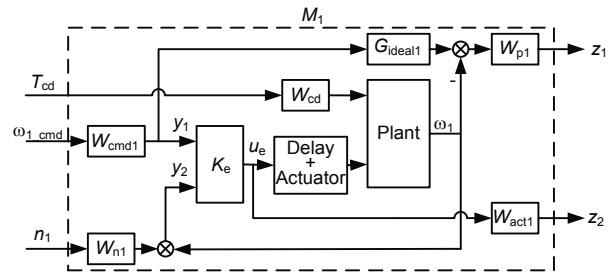 M1
Gideal1
Wp1
z1
Tcd
Wcd
-
Plant
ω1
ω1_cmd
Wcmd1
y1
y2
Ke
ue
Delay
+
Actuator
n1
Wn1
Wact1
z2